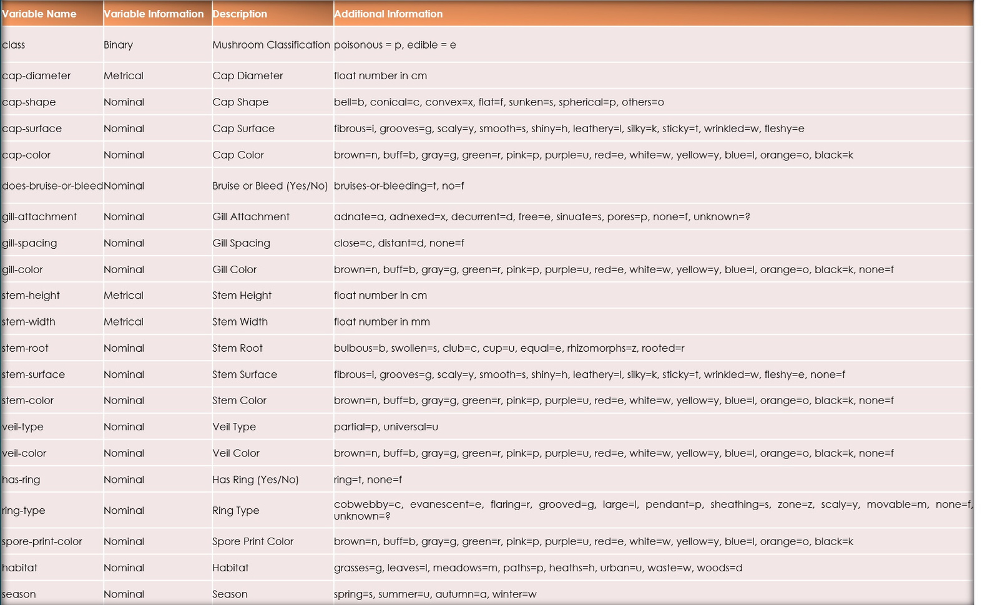 Variable Name Variable Information Description Additional Information
class Binary Mushroom Classification poisonous = p, edible = e
cap-diameter Metrical Cap Diameter float number in cm
cap-shape Nominal Cap Shape bell=b, conical=c, convex=x, flat=f, sunken=s, spherical=p, others=o
cap-surface Nominal Cap Surface fibrous=i, grooves=g, scaly=y, smooth=s, shiny=h, leathery=l, silky=k, sticky=t, wrinkled=w, fleshy=e
cap-color Nominal Cap Color brown=n, buff=b, gray=g, green=r, pink=p, purple=u, red=e, white=w, yellow=y, blue=l, orange=o, black=k
does-bruise-or-bleed Nominal Bruise or Bleed (Yes/No) bruises-or-bleeding=t, no=f
gill-attachment Nominal Gill Attachment adnate=a, adnexed=x, decurrent=d, free=e, sinuate=s, pores=p, none=f, unknown=?
gill-spacing Nominal Gill Spacing close=c, distant=d, none=f
gill-color Nominal Gill Color brown=n, buff=b, gray=g, green=r, pink=p, purple=u, red=e, white=w, yellow=y, blue=l, orange=o, black=k, none=f
stem-height Metrical Stem Height float number in cm
stem-width Metrical Stem Width float number in mm
stem-root Nominal Stem Root bulbous=b, swollen=s, club=c, cup=u, equal=e, rhizomorphs=z, rooted=r
stem-surface Nominal Stem Surface fibrous=i, grooves=g, scaly=y, smooth=s, shiny=h, leathery=l, silky=k, sticky=t, wrinkled=w, fleshy=e, none=f
stem-color Nominal Stem Color brown=n, buff=b, gray=g, green=r, pink=p, purple=u, red=e, white=w, yellow=y, blue=l, orange=o, black=k, none=f
veil-type Nominal Veil Type partial=p, universal=u
veil-color Nominal Veil Color brown=n, buff=b, gray=g, green=r, pink=p, purple=u, red=e, white=w, yellow=y, blue=l, orange=o, black=k, none=f
has-ring Nominal Has Ring (Yes/No) ring=t, none=f
ring-type Nominal Ring Type cobwebby=c, evanescent=e, flaring=r, grooved=g, large=l, pendant=p, sheathing=s, zone=z, scaly=y, movable=m, none=f,
unknown=?
spore-print-color Nominal Spore Print Color brown=n, buff=b, gray=g, green=r, pink=p, purple=u, red=e, white=w, yellow=y, blue=l, orange=o, black=k
habitat Nominal Habitat grasses=g, leaves=l, meadows=m, paths=p, heaths=h, urban=u, waste=w, woods=d
season Nominal Season spring=s, summer=u, autumn=a, winter=w